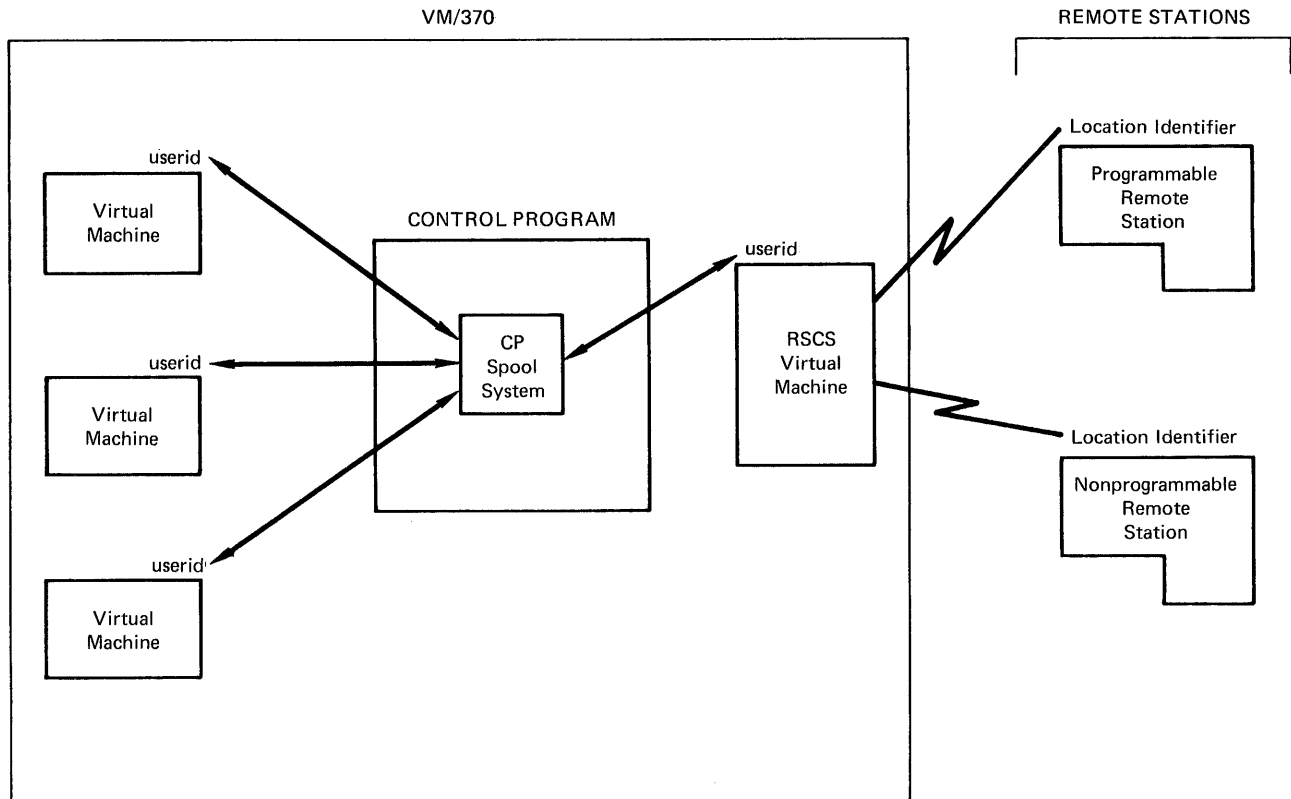 VM/370
REMOTE STATIONS
userid
Virtual
Machine
userid
Virtual
Machine
userid
Virtual
Machine
CONTROL PROGRAM
CP
Spool
System
userid
RSCS
Virtual
Machine
Location Identifier
Programmable
Remote
Station
Location Identifier
Nonprogrammable
Remote
Station